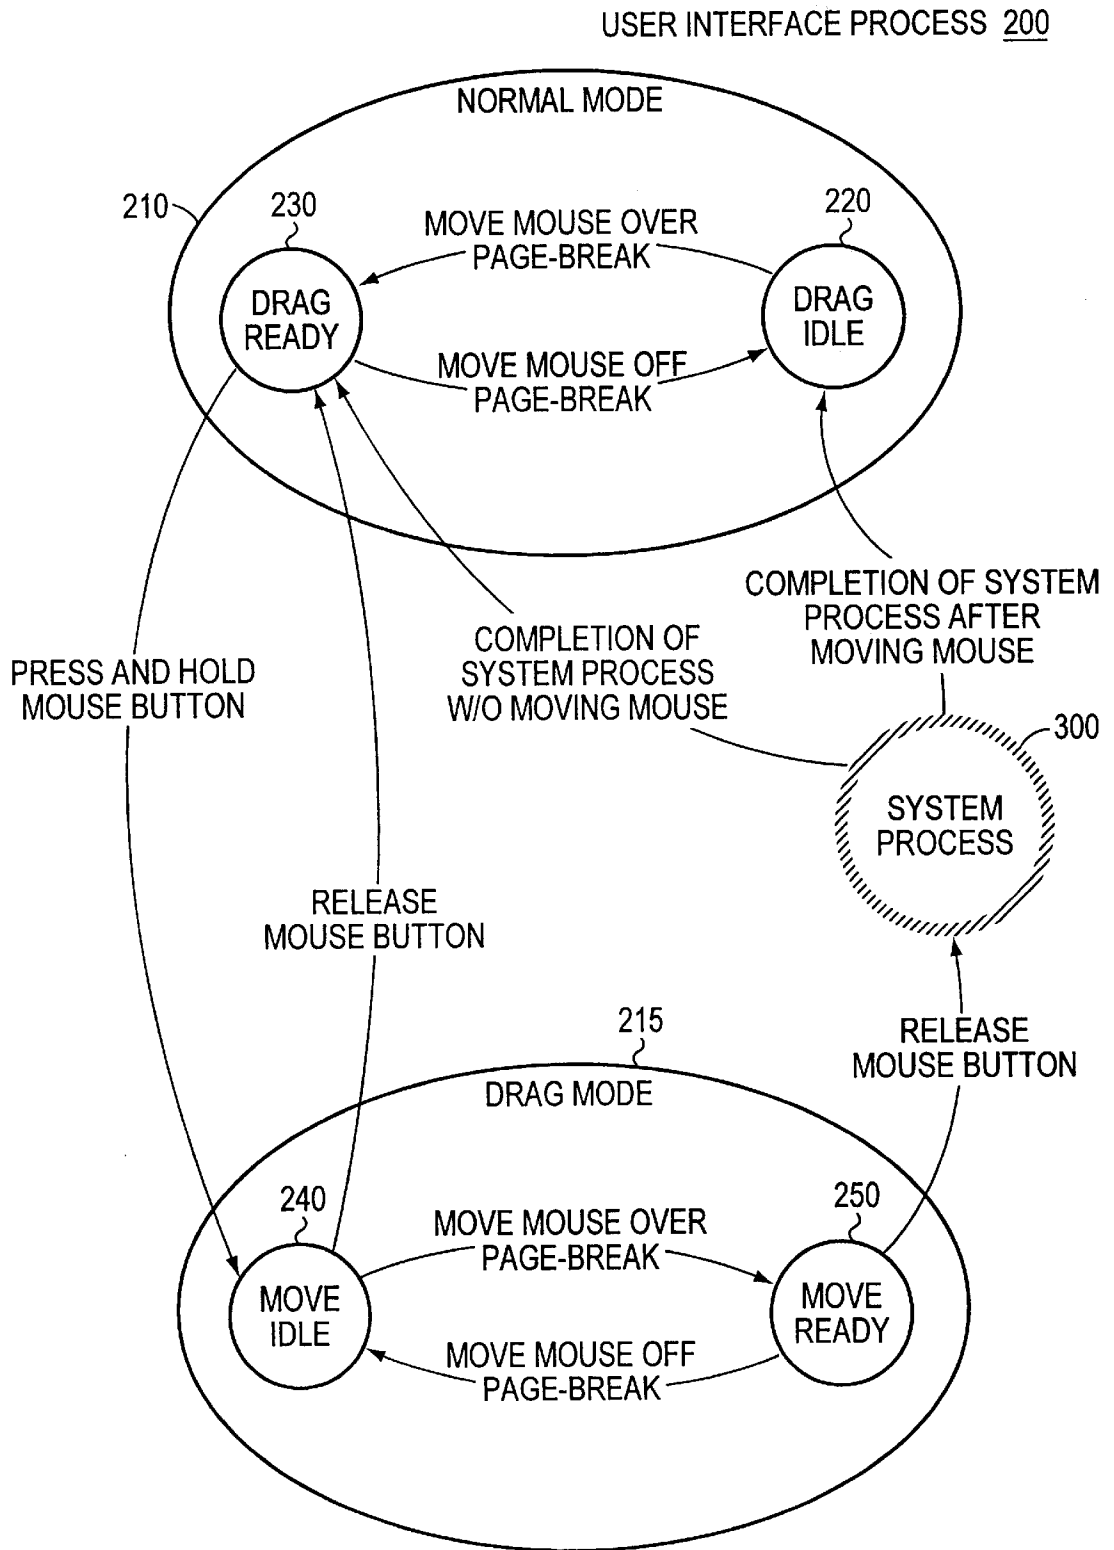 USER INTERFACE PROCESS 200
NORMAL MODE
210
230
220
MOVE MOUSE OVER
PAGE-BREAK
DRAG
READY
DRAG
IDLE
MOVE MOUSE OFF
PAGE-BREAK
COMPLETION OF SYSTEM
PROCESS AFTER
MOVING MOUSE
COMPLETION OF
SYSTEM PROCESS
W/O MOVING MOUSE
PRESS AND HOLD
MOUSE BUTTON
300
SYSTEM
PROCESS
RELEASE
MOUSE BUTTON
215
RELEASE
MOUSE BUTTON
DRAG MODE
240
250
MOVE MOUSE OVER
PAGE-BREAK
MOVE
IDLE
MOVE
READY
MOVE MOUSE OFF
PAGE-BREAK